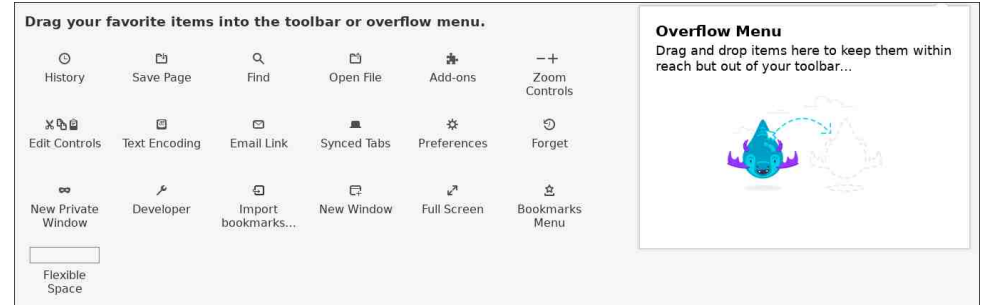 Drag your favorite items into the toolbar or overflow menu.
History
Save Page
Find
Open File
Add-ons
Zoom
Controls
Edit Controls
Text Encoding
Email Link
Synced Tabs
Preferences
Forget
New Private
Window
Developer
Import
bookmarks...
New Window
Full Screen
Bookmarks
Menu
Flexible
Space
Overflow Menu
Drag and drop items here to keep them within
reach but out of your toolbar...